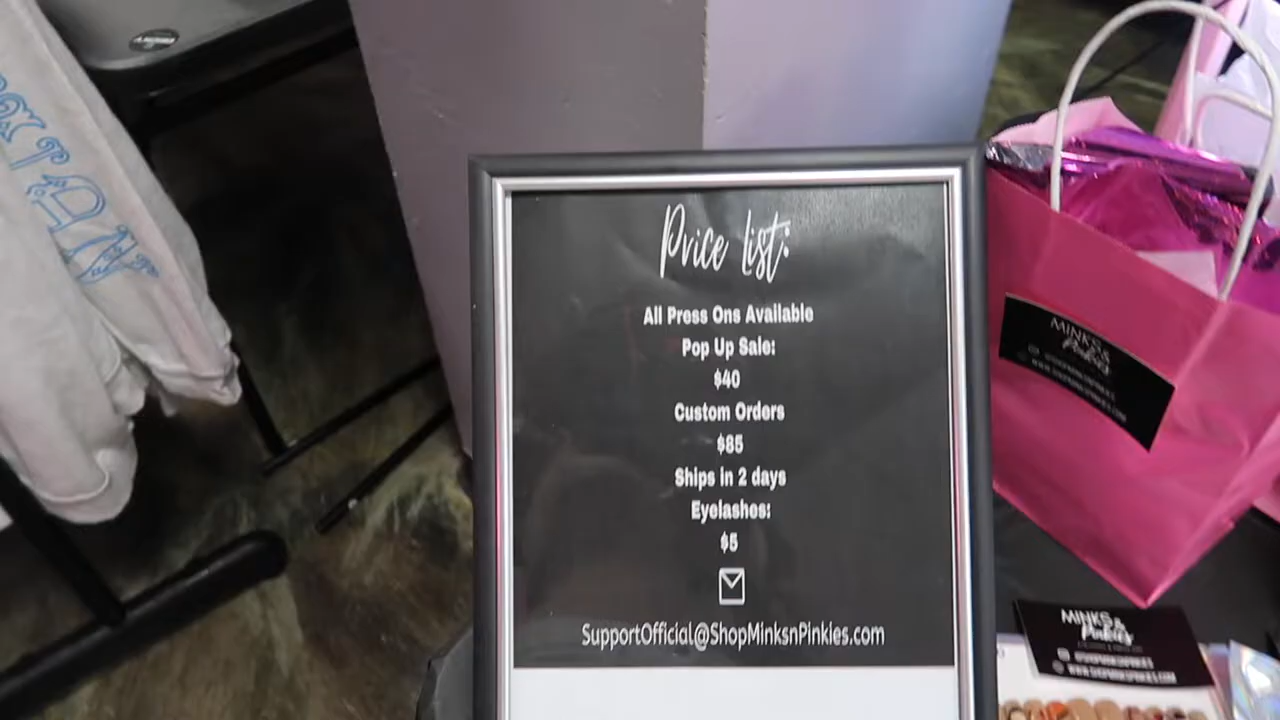 Price list:
All Press Ons Available
Pop Up Sale:
$40
Custom Orders
$85
Ships in 2 days
Eyelashes:
$5
SupportOfficial@ShopMinksnPinkies.com
MINKS&
Pinkies
MINKS&
Pinkies